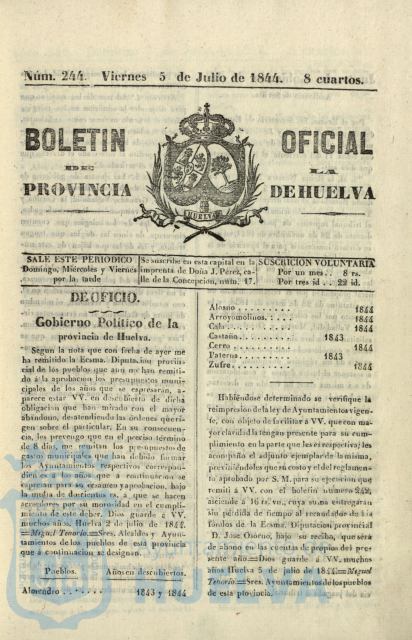 Núm. 244. Viernes 5 de Julio de 1844. 8 cuartos.
BOLETIN OFICIAL
DE LA
PROVINCIA DE HUELVA
HUELVA
SALE ESTE PERIODICO
Domingo, Miércoles y Viernes
por la tarde
Se suscribe en esta capital en la
imprenta de Doña J. Perez, ca-
lle de la Concepcion, núm. 17.
SUSCRICION VOLUNTARIA
Por un mes . . 8 rs.
Por tres id . . 22 id.
DE OFICIO.
Gobierno Político de la
provincia de Huelva.
Segun la nota que con fecha de ayer me
ha remitido la Ecsma. Diputacion provin-
cial de los pueblos que aun no han remiti-
do á la aprobacion los presupuestos muni-
cipales de los años que se espresarán, a-
parece estar VV. en descubierto de dicha
obligacion que han mirado con el mayor
abandono, desatendiendo las órdenes que ri-
gen sobre el particular. En su consecuen-
cia, les prevengo que en el preciso término
de 8 dias, me remitan los presupuestos de
gastos municipales que han debido formar
los Ayuntamientos respectivos correspon-
dientes á los años que á continuacion se
espresan para su ecsamen y aprobacion, bajo
la multa de ducientos rs. a que se hacen
acreedores por su morosidad en el cumpli-
miento de este deber. Dios guarde á VV.
muchos años. Huelva 2 de julio de 1844.
=Miguel Tenorio.=Sres. Alcaldes y Ayun-
tamientos de los pueblos de esta provincia
que á continuacion se designan.
Pueblos. Años en descubiertos.
Almendro . . . . . . . 1843 y 1844
Alosno . . . . . . . . . 1844
Arroyomolinos. . . . . 1844
Cala. . . . . . . . . . 1844
Castaño. . . . . . . . 1843
Cerro . . . . . . . . . 1844
Paterna . . . . . . . . 1843
Zufre. . . . . . . . . . 1844
Habiéndose determinado se verifique la
reimpresion de la ley de Ayuntamientos vigen-
te, con objeto de facilitar á VV. que con ma-
yor claridad la tengan presente para su cum-
plimiento en la parte que les es respectiva; les
acompaño el adjunto ejemplar de la misma,
previniéndoles que su costo y el del reglamen-
to aprobado por S. M. para su ejecucion que
remití á VV. con el boletin número
asciende á 16 rs. vn. cuya suma entregaran
sin pérdida de tiempo al recaudador de los
fondos de la Ecsma. Diputacion provincial
D. José Osorno, bajo su recibo, que será
de abono en las cuentas de propios del pre-
sente año.=Dios guarde á VV. muchos
años Huelva 5 de julio de 1844.=Miguel
Tenorio.=Sres. Ayuntamientos de los pueblos
de esta provincia.
HUELVA